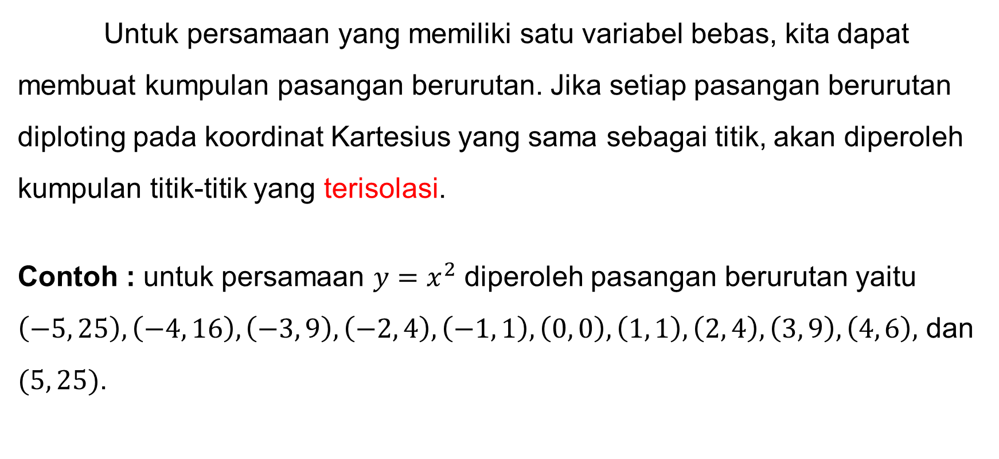 Untuk persamaan yang memiliki satu variabel bebas, kita dapat
membuat kumpulan pasangan berurutan. Jika setiap pasangan berurutan
diploting pada koordinat Kartesius yang sama sebagai titik, akan diperoleh
kumpulan titik-titik yang terisolasi.
Contoh : untuk persamaan y = x² diperoleh pasangan berurutan yaitu
(−5, 25), (−4, 16), (−3, 9), (−2, 4), (−1, 1), (0, 0), (1, 1), (2, 4), (3, 9), (4, 6), dan
(5, 25).